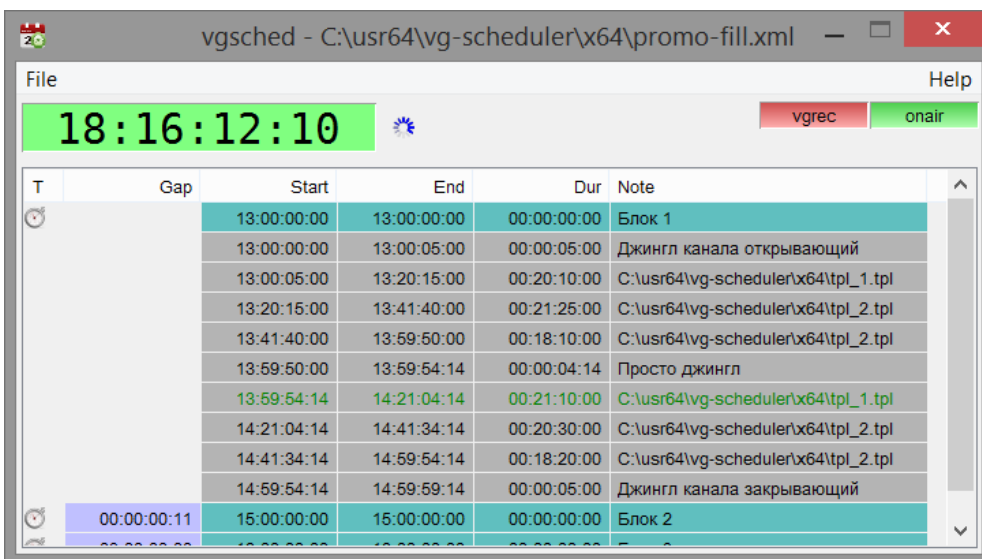 vgsched - C:\usr64\vg-scheduler\x64\promo-fill.xml
File Help
18:16:12:10 vgrec onair
T Gap Start End Dur Note
13:00:00:00 13:00:00:00 00:00:00:00 Блок 1
13:00:00:00 13:00:05:00 00:00:05:00 Джингл канала открывающий
13:00:05:00 13:20:15:00 00:20:10:00 C:\usr64\vg-scheduler\x64\tpl_1.tpl
13:20:15:00 13:41:40:00 00:21:25:00 C:\usr64\vg-scheduler\x64\tpl_2.tpl
13:41:40:00 13:59:50:00 00:18:10:00 C:\usr64\vg-scheduler\x64\tpl_2.tpl
13:59:50:00 13:59:54:14 00:00:04:14 Просто джингл
13:59:54:14 14:21:04:14 00:21:10:00 C:\usr64\vg-scheduler\x64\tpl_1.tpl
14:21:04:14 14:41:34:14 00:20:30:00 C:\usr64\vg-scheduler\x64\tpl_2.tpl
14:41:34:14 14:59:54:14 00:18:20:00 C:\usr64\vg-scheduler\x64\tpl_2.tpl
14:59:54:14 14:59:59:14 00:00:05:00 Джингл канала закрывающий
00:00:00:11 15:00:00:00 15:00:00:00 00:00:00:00 Блок 2